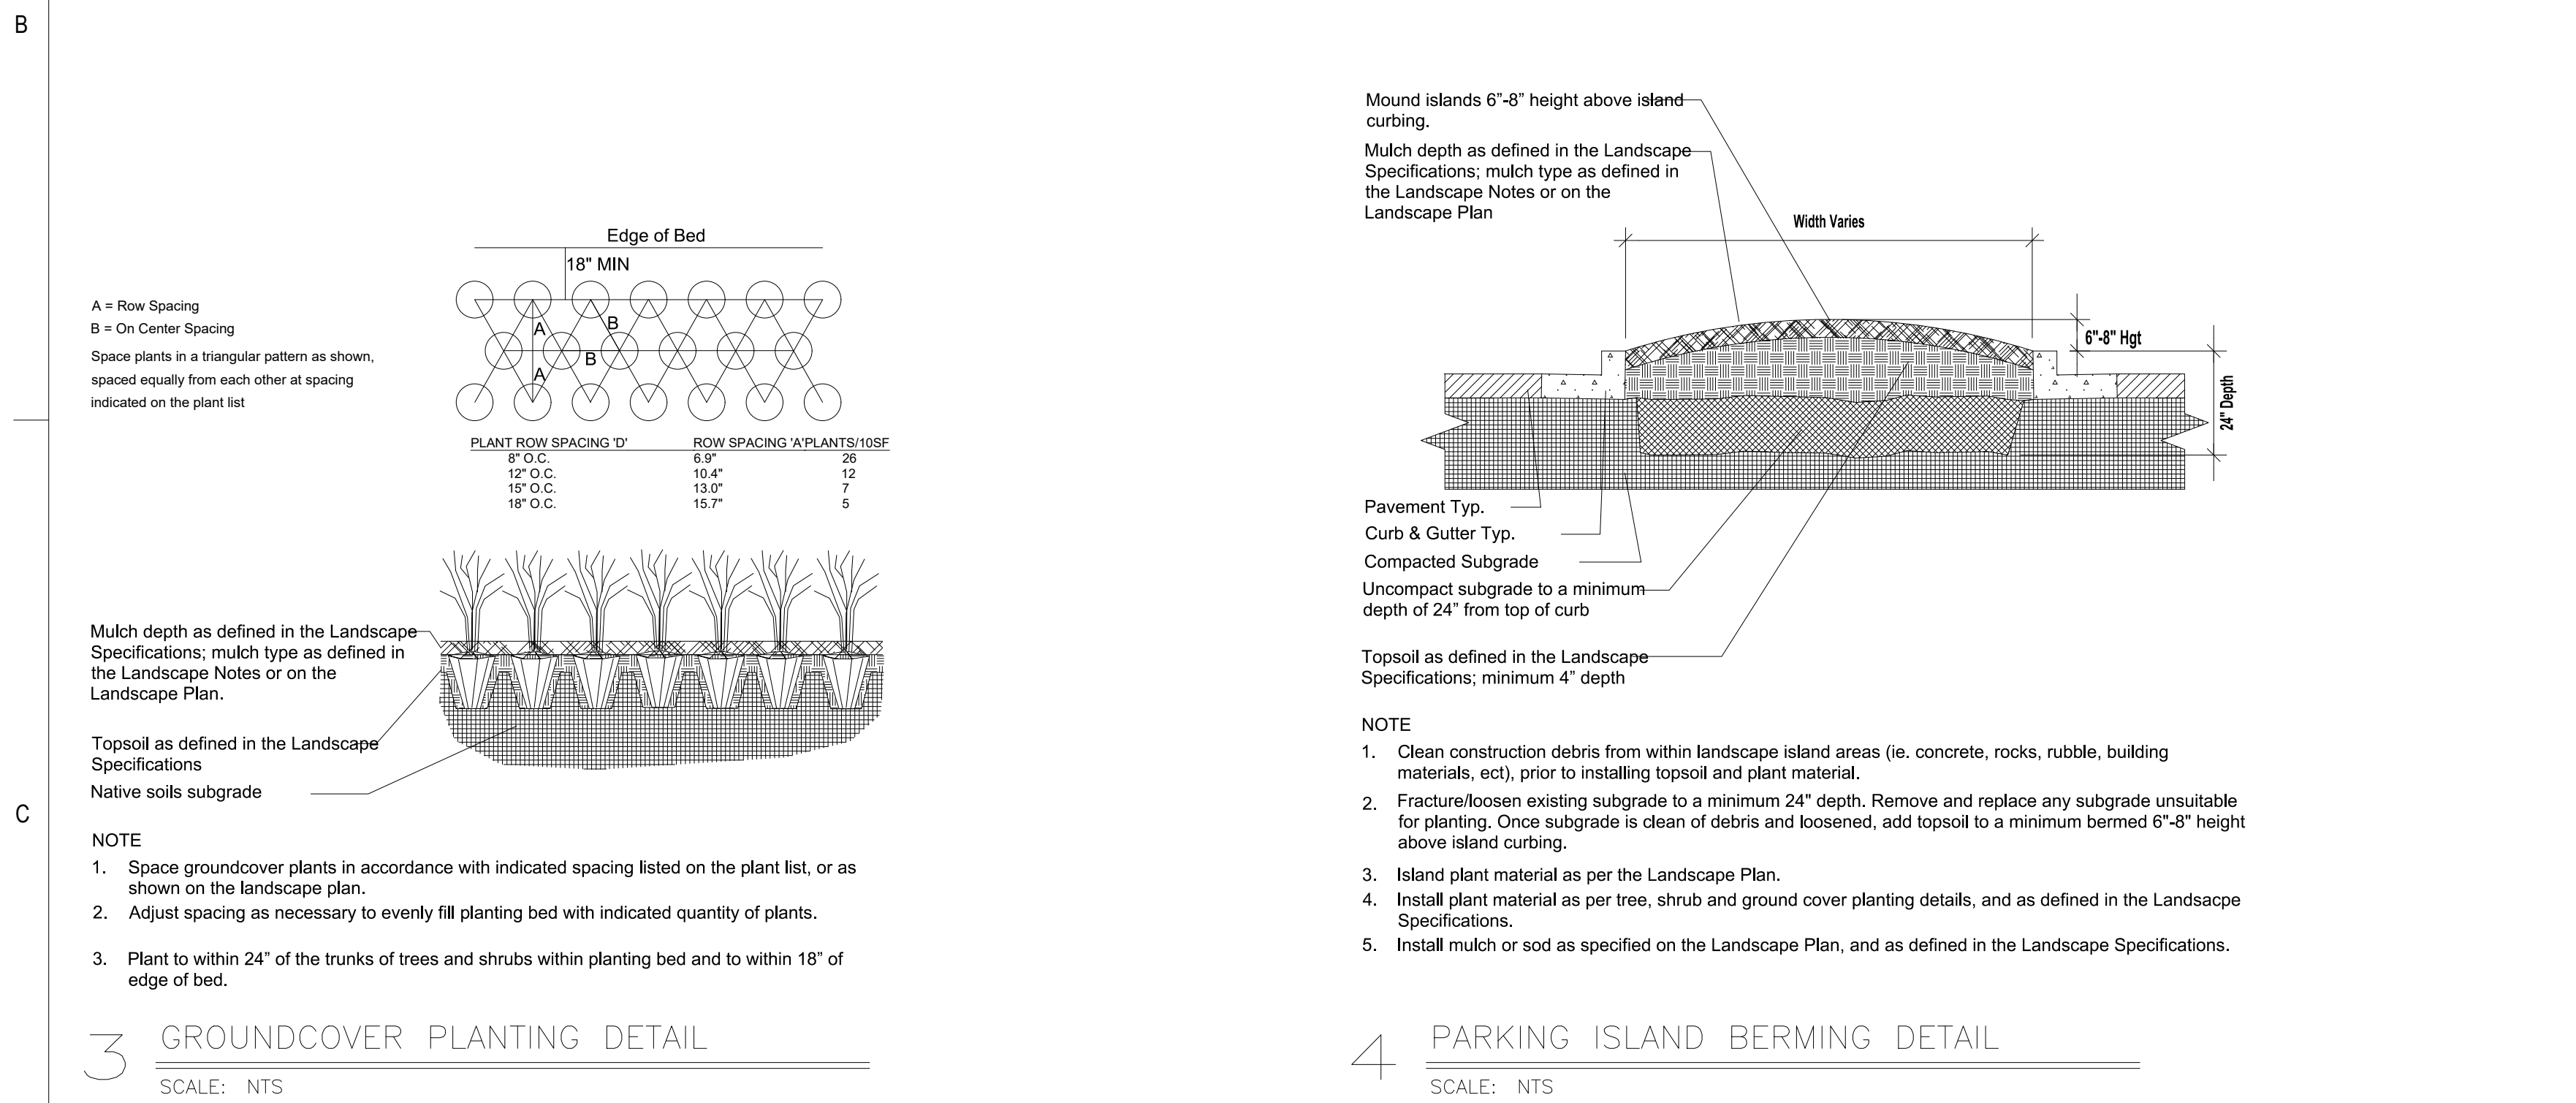 B
Edge of Bed
18" MIN
A = Row Spacing
B = On Center Spacing
Space plants in a triangular pattern as shown,
spaced equally from each other at spacing
indicated on the plant list
A
B
B
A
PLANT ROW SPACING 'D' ROW SPACING 'A' PLANTS/10SF
8" O.C. 6.9" 26
12" O.C. 10.4" 12
15" O.C. 13.0" 7
18" O.C. 15.7" 5
Mulch depth as defined in the Landscape
Specifications; mulch type as defined in
the Landscape Notes or on the
Landscape Plan.
Topsoil as defined in the Landscape
Specifications
Native soils subgrade
C
NOTE
1. Space groundcover plants in accordance with indicated spacing listed on the plant list, or as
shown on the landscape plan.
2. Adjust spacing as necessary to evenly fill planting bed with indicated quantity of plants.
3. Plant to within 24” of the trunks of trees and shrubs within planting bed and to within 18” of
edge of bed.
3 GROUNDCOVER PLANTING DETAIL
SCALE: NTS
Mound islands 6”-8” height above island
curbing.
Mulch depth as defined in the Landscape
Specifications; mulch type as defined in
the Landscape Notes or on the
Landscape Plan
Width Varies
6"-8" Hgt
24" Depth
Pavement Typ.
Curb & Gutter Typ.
Compacted Subgrade
Uncompact subgrade to a minimum
depth of 24” from top of curb
Topsoil as defined in the Landscape
Specifications; minimum 4” depth
NOTE
1. Clean construction debris from within landscape island areas (ie. concrete, rocks, rubble, building
materials, ect), prior to installing topsoil and plant material.
2. Fracture/loosen existing subgrade to a minimum 24" depth. Remove and replace any subgrade unsuitable
for planting. Once subgrade is clean of debris and loosened, add topsoil to a minimum bermed 6"-8" height
above island curbing.
3. Island plant material as per the Landscape Plan.
4. Install plant material as per tree, shrub and ground cover planting details, and as defined in the Landsacpe
Specifications.
5. Install mulch or sod as specified on the Landscape Plan, and as defined in the Landscape Specifications.
4 PARKING ISLAND BERMING DETAIL
SCALE: NTS